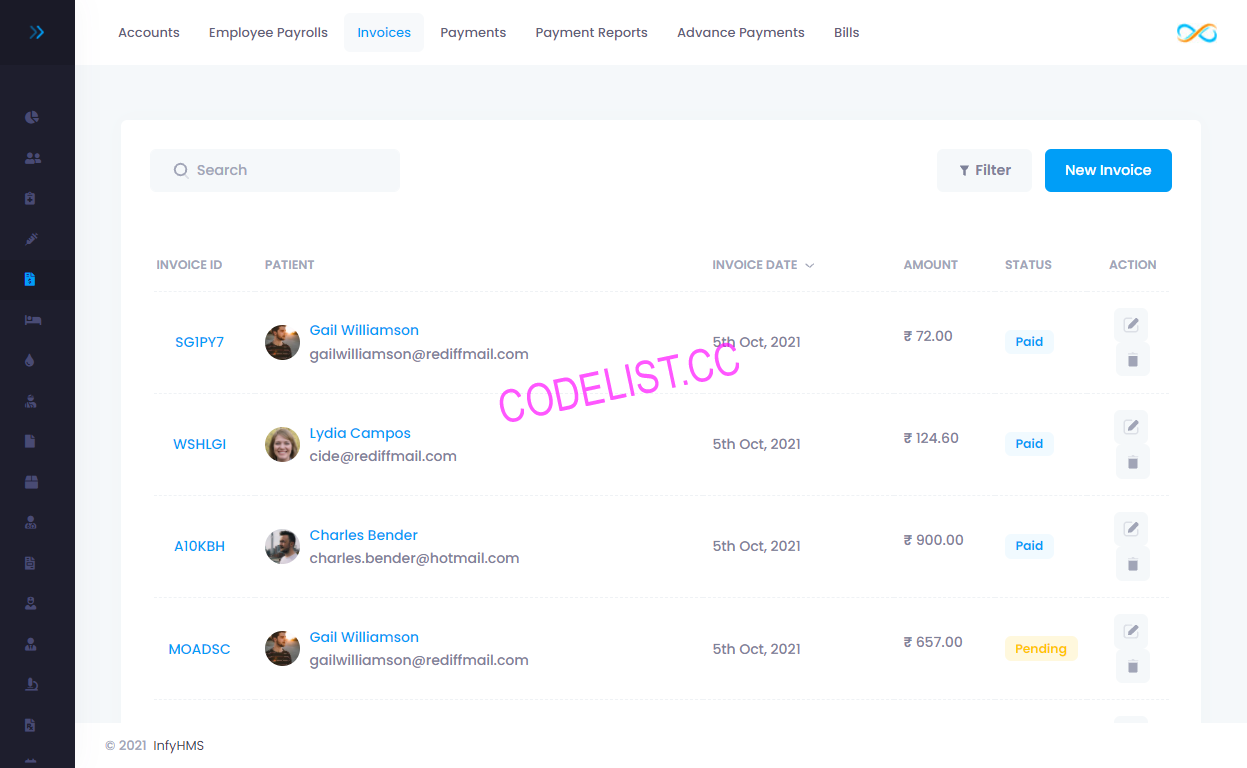 Accounts Employee Payrolls Invoices Payments Payment Reports Advance Payments Bills
Search Filter New Invoice
INVOICE ID PATIENT INVOICE DATE AMOUNT STATUS ACTION
SG1PY7 Gail Williamson 5th Oct, 2021 ₹ 72.00 Paid
gailwilliamson@rediffmail.com
CODELIST.CC
WSHLGI Lydia Campos 5th Oct, 2021 ₹ 124.60 Paid
cide@rediffmail.com
A10KBH Charles Bender 5th Oct, 2021 ₹ 900.00 Paid
charles.bender@hotmail.com
MOADSC Gail Williamson 5th Oct, 2021 ₹ 657.00 Pending
gailwilliamson@rediffmail.com
© 2021 InfyHMS